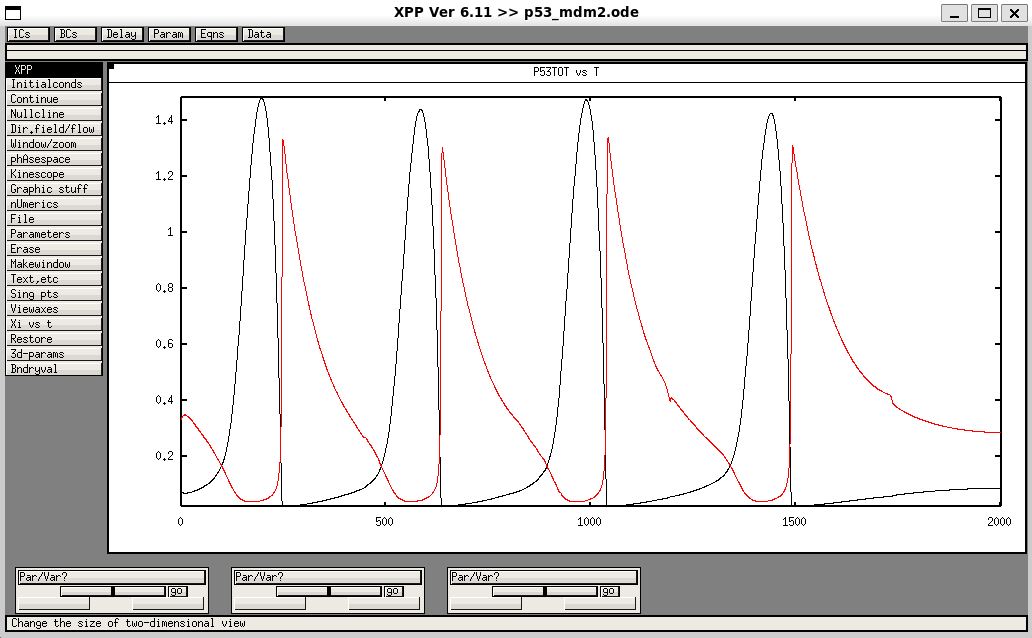 XPP Ver 6.11 >> p53_mdm2.ode
ICs BCs Delay Param Eqns Data
XPP
Initialconds
Continue
Nullcline
Dir.field/flow
Window/zoom
phAsespace
Kinescope
Graphic stuff
nUmerics
File
Parameters
Erase
Makewindow
Text,etc
Sing pts
Viewaxes
Xi vs t
Restore
3d-params
Bndryval
P53TOT vs T
1.4
1.2
1
0.8
0.6
0.4
0.2
0 500 1000 1500 2000
Par/Var? Par/Var? Par/Var?
go go go
Change the size of two-dimensional view